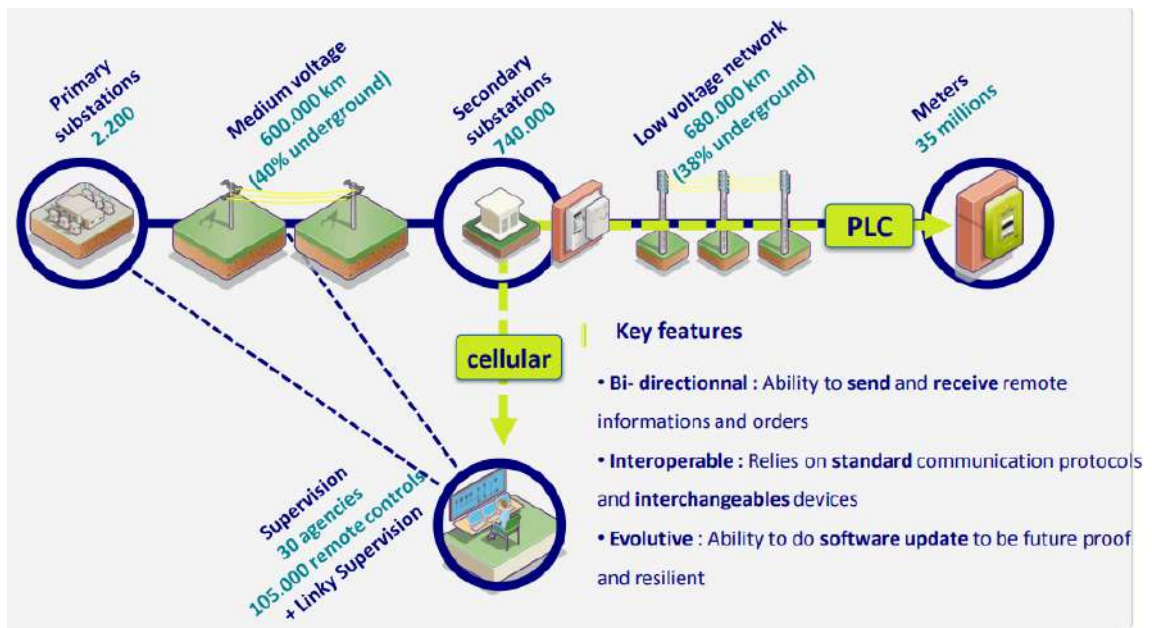 Primary
substations
2.200
Medium voltage
600.000 km
(40% underground)
Secondary
substations
740.000
Low voltage network
680.000 km
(38% underground)
Meters
35 millions
PLC
cellular
Supervision
30 agencies
105.000 remote controls
+ Linky Supervision
Key features
• Bi- directionnal : Ability to send and receive remote
informations and orders
• Interoperable : Relies on standard communication protocols
and interchangeables devices
• Evolutive : Ability to do software update to be future proof
and resilient